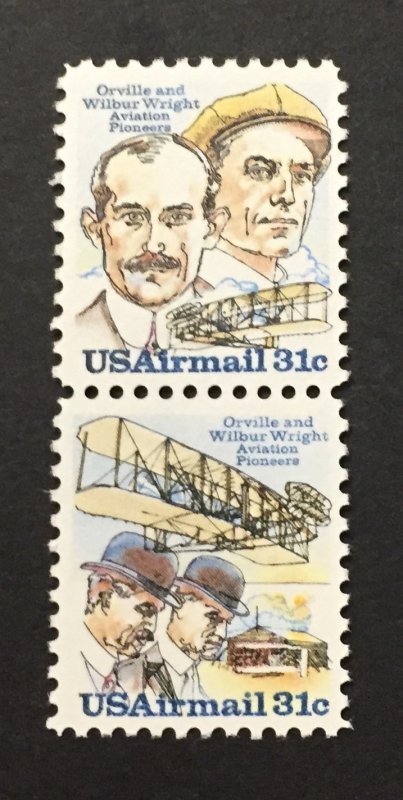 Orville and
Wilbur Wright
Aviation
Pioneers
USAirmail 31c
Orville and
Wilbur Wright
Aviation
Pioneers
USAirmail 31c